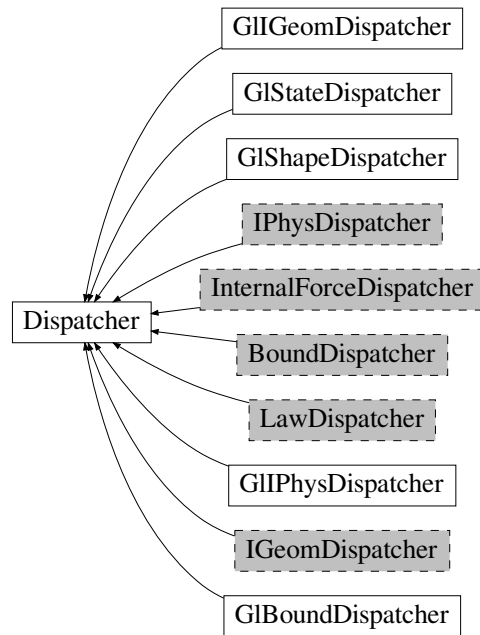 GlIGeomDispatcher
GlStateDispatcher
GlShapeDispatcher
IPhysDispatcher
InternalForceDispatcher
Dispatcher
BoundDispatcher
LawDispatcher
GlIPhysDispatcher
IGeomDispatcher
GlBoundDispatcher